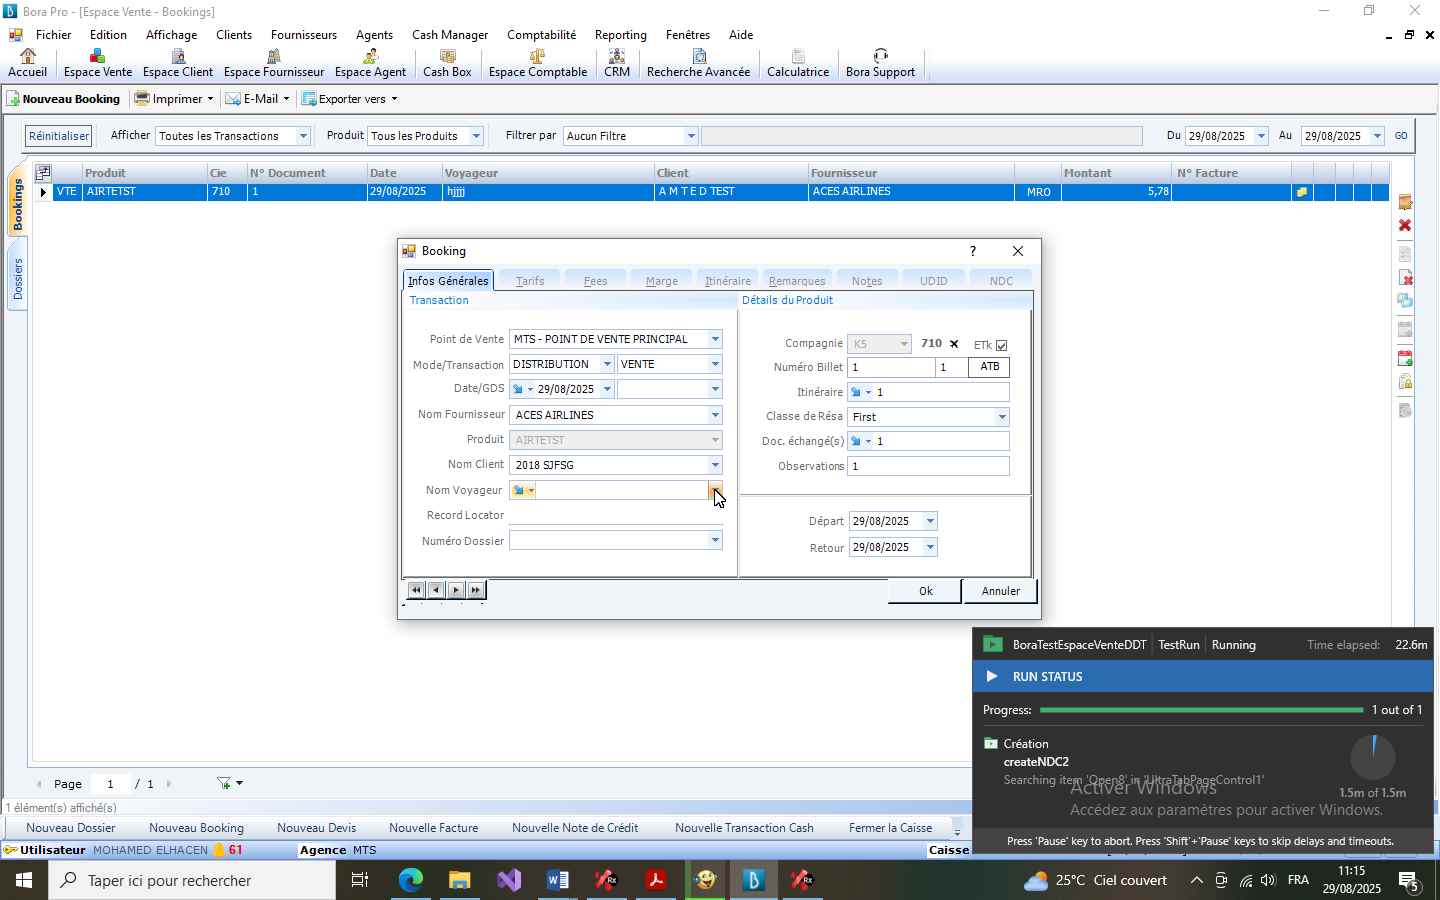 Bora Pro - [Espace Vente - Bookings]
Fichier Edition Affichage Clients Fournisseurs Agents Cash Manager Comptabilité Reporting Fenêtres Aide
Accueil Espace Vente Espace Client Espace Fournisseur Espace Agent Cash Box Espace Comptable CRM Recherche Avancée Calculatrice Bora Support
Nouveau Booking Imprimer E-Mail Exporter vers
Réinitialiser Afficher Toutes les Transactions Produit Tous les Produits Filtrer par Aucun Filtre Du 29/08/2025 Au 29/08/2025 GO
Produit Cie N° Document Date Voyageur Client Fournisseur Montant N° Facture
VTE AIRTETST 710 1 29/08/2025 hjjjj A M T E D TEST ACES AIRLINES MRO 5,78
Bookings
Dossiers
Booking ?
Infos Générales Tarifs Fees Marge Itinéraire Remarques Notes UDID NDC
Transaction
Point de Vente MTS - POINT DE VENTE PRINCIPAL
Mode/Transaction DISTRIBUTION VENTE
Date/GDS 29/08/2025
Nom Fournisseur ACES AIRLINES
Produit AIRTETST
Nom Client 2018 SJFSG
Nom Voyageur
Record Locator
Numéro Dossier
Détails du Produit
Compagnie K5 710 ETk
Numéro Billet 1 1 ATB
Itinéraire 1
Classe de Résa First
Doc. échangé(s) 1
Observations 1
Départ 29/08/2025
Retour 29/08/2025
Ok Annuler
BoraTestEspaceVenteDDT TestRun Running Time elapsed: 22.6m
RUN STATUS
Progress: 1 out of 1
Création
createNDC2
Searching item 'Open8' in 'UltraTabPageControl1'
1.5m of 1.5m
Activer Windows
Accédez aux paramètres pour activer Windows.
Press 'Pause' key to abort. Press 'Shift'+'Pause' keys to skip delays and timeouts.
Page 1 / 1
1 élément(s) affiché(s)
Nouveau Dossier Nouveau Booking Nouveau Devis Nouvelle Facture Nouvelle Note de Crédit Nouvelle Transaction Cash Fermer la Caisse
Utilisateur MOHAMED ELHACEN 61 Agence MTS Caisse
Taper ici pour rechercher
25°C Ciel couvert FRA 11:15
29/08/2025 5